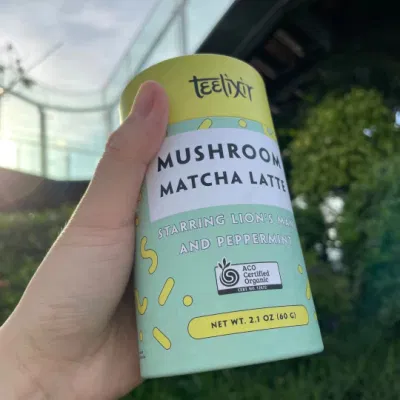 teelixir
MUSHROOM
MATCHA LATTE
STARRING LION'S
AND PEPPERMINT
ACO
Certified
Organic
NET WT. 2.1 OZ (60 G)